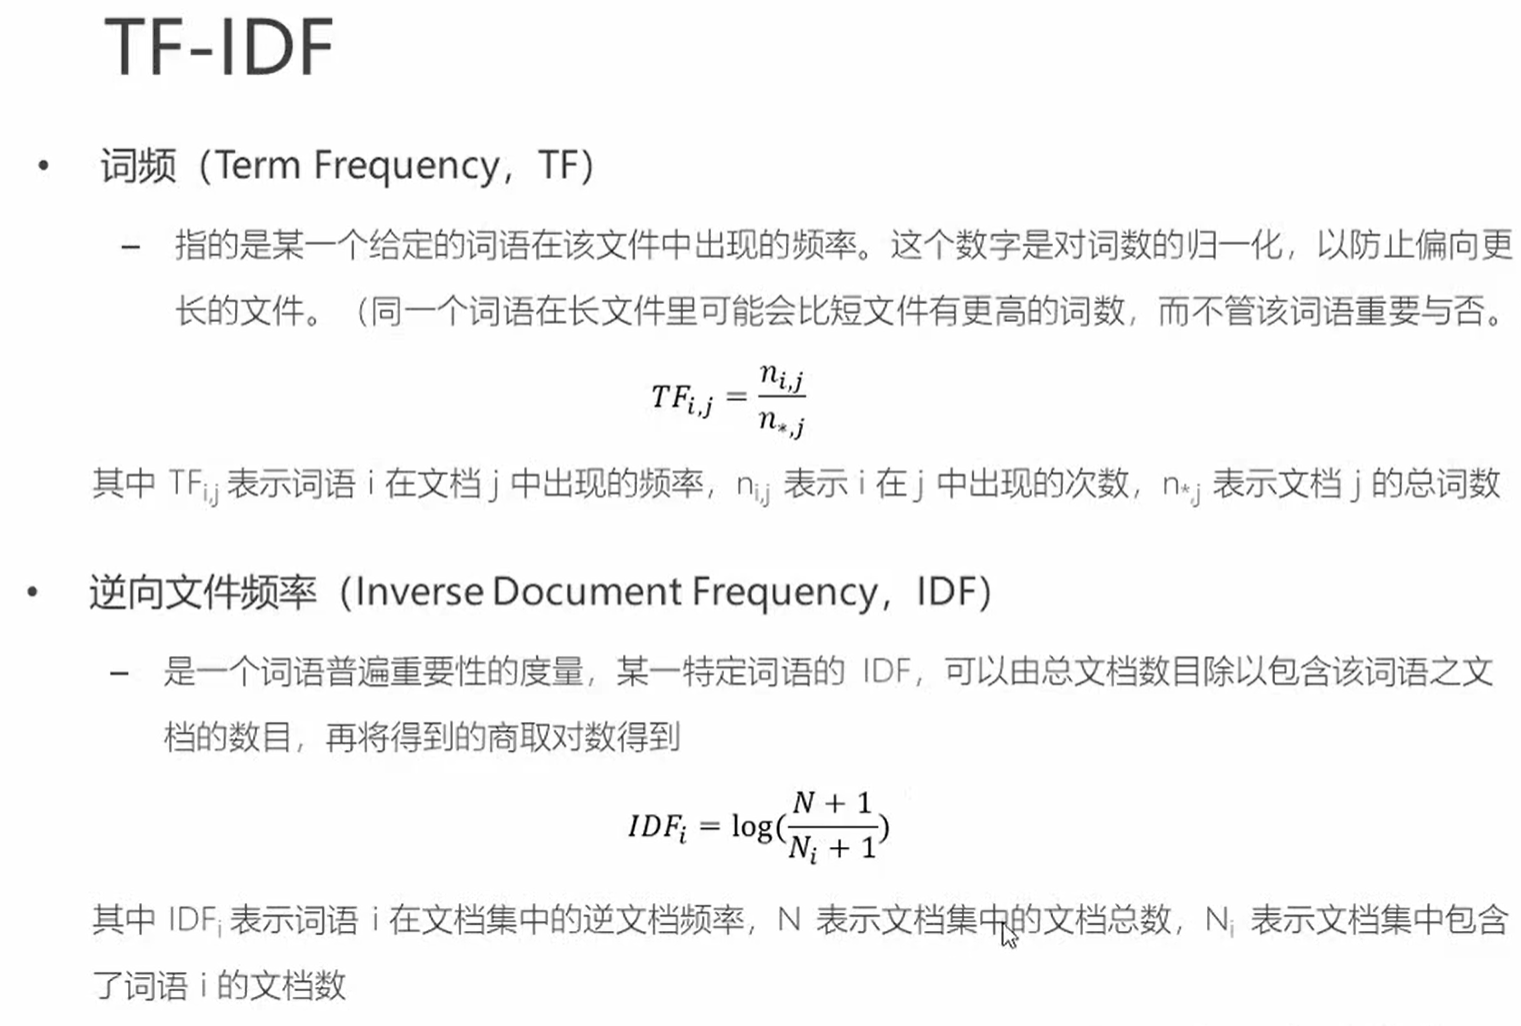 TF-IDF
• 词频（Term Frequency，TF）
– 指的是某一个给定的词语在该文件中出现的频率。这个数字是对词数的归一化，以防止偏向更
长的文件。（同一个词语在长文件里可能会比短文件有更高的词数，而不管该词语重要与否。
TF_{i,j} = \frac{n_{i,j}}{n_{*,j}}
其中 TF_{i,j} 表示词语 i 在文档 j 中出现的频率，n_{i,j} 表示 i 在 j 中出现的次数，n_{*,j} 表示文档 j 的总词数
• 逆向文件频率（Inverse Document Frequency，IDF）
– 是一个词语普遍重要性的度量，某一特定词语的 IDF，可以由总文档数目除以包含该词语之文
档的数目，再将得到的商取对数得到
IDF_i = log(\frac{N + 1}{N_i + 1})
其中 IDF_i 表示词语 i 在文档集中的逆文档频率，N 表示文档集中的文档总数，N_i 表示文档集中包含
了词语 i 的文档数